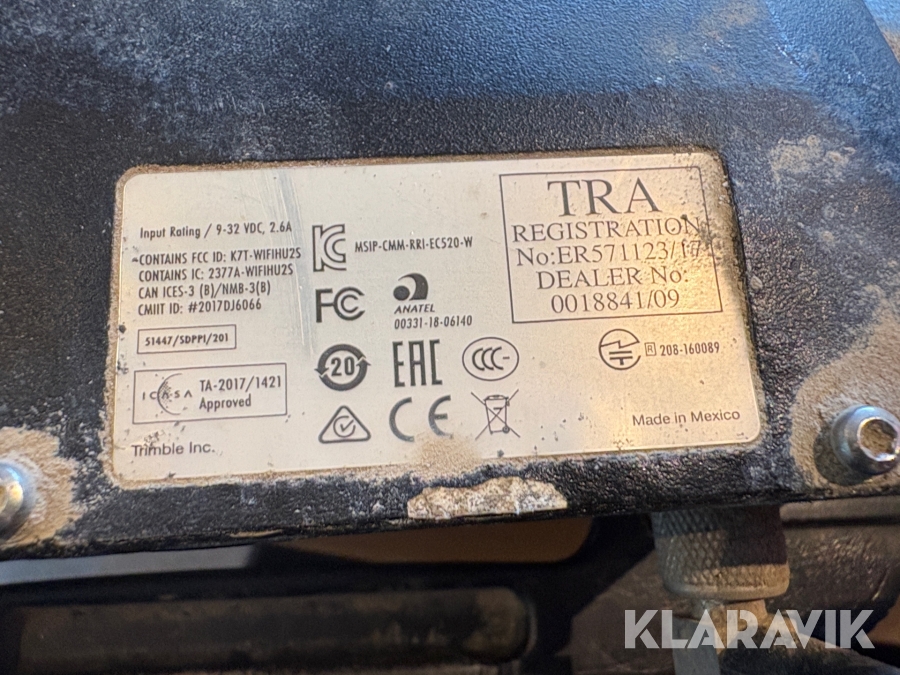 Input Rating / 9-32 VDC, 2.6A
CONTAINS FCC ID: K7T-WIFIHU2S
CONTAINS IC: 2377A-WIFIHU2S
CAN ICES-3 (B)/NMB-3(B)
CMIIT ID: #2017DJ6066
51447/SDPPI/201
ICASA
TA-2017/1421
Approved
Trimble Inc.
MSIP-CMM-RRI-EC520-W
FC
ANATEL
00331-18-06140
20
EAC
CCC
CE
TRA
REGISTRATION
No:ER571123/17
DEALER No:
0018841/09
R 208-160089
Made in Mexico
KLARAVIK